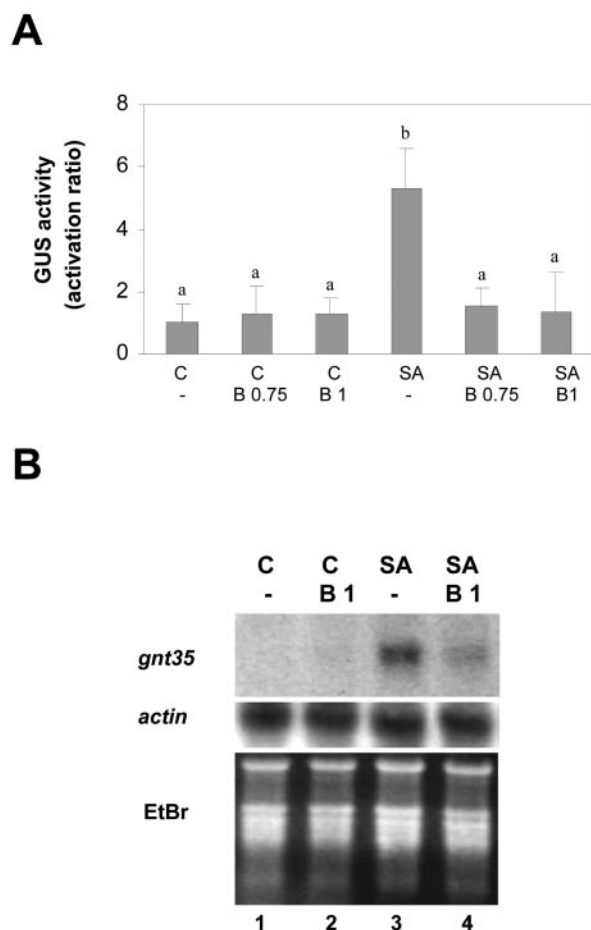 A
GUS activity
(activation ratio)
8
6
4
2
0
a
a
a
b
a
a
C
C
C
SA
SA
SA
-
B 0.75
B 1
-
B 0.75
B1
B
C
C
SA
SA
-
B 1
-
B 1
gnt35
actin
EtBr
1
2
3
4